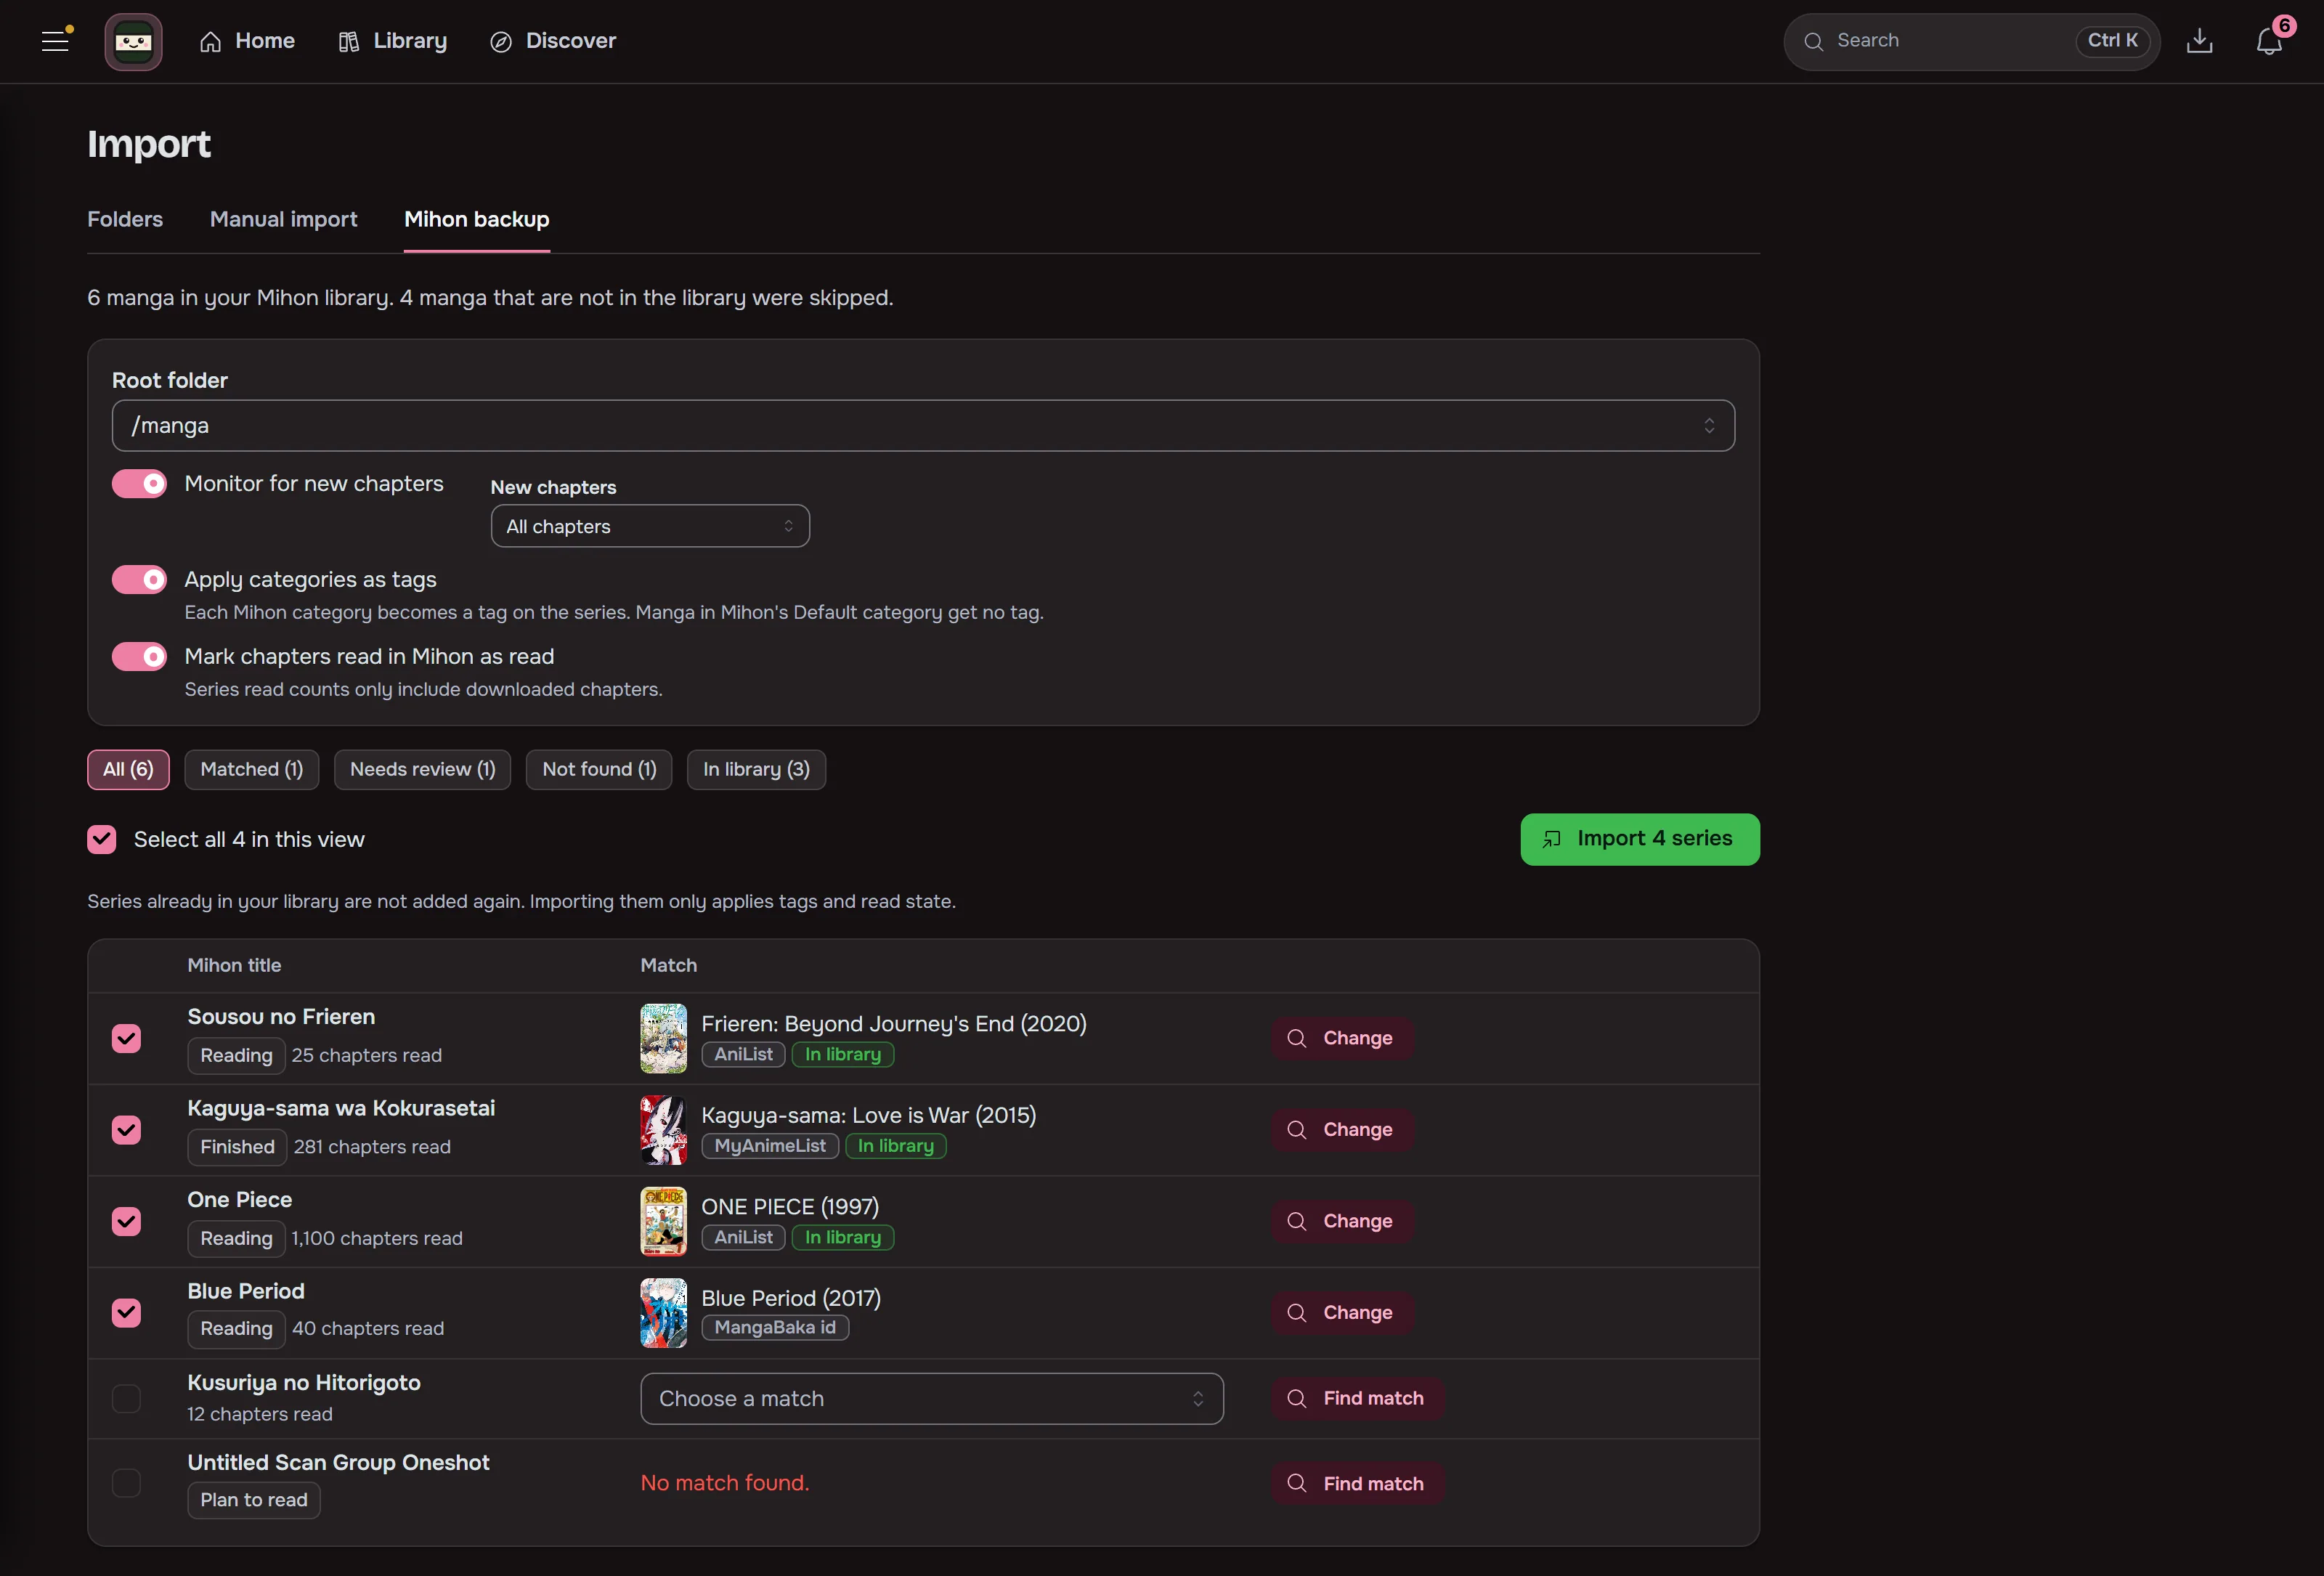 Home
Library
Discover
Search
Ctrl K
6
Import
Folders
Manual import
Mihon backup
6 manga in your Mihon library. 4 manga that are not in the library were skipped.
Root folder
/manga
Monitor for new chapters
New chapters
All chapters
Apply categories as tags
Each Mihon category becomes a tag on the series. Manga in Mihon's Default category get no tag.
Mark chapters read in Mihon as read
Series read counts only include downloaded chapters.
All (6)
Matched (1)
Needs review (1)
Not found (1)
In library (3)
Select all 4 in this view
Import 4 series
Series already in your library are not added again. Importing them only applies tags and read state.
Mihon title
Match
Sousou no Frieren
Reading 25 chapters read
Frieren: Beyond Journey's End (2020)
AniList In library
Change
Kaguya-sama wa Kokurasetai
Finished 281 chapters read
Kaguya-sama: Love is War (2015)
MyAnimeList In library
Change
One Piece
Reading 1,100 chapters read
ONE PIECE (1997)
AniList In library
Change
Blue Period
Reading 40 chapters read
Blue Period (2017)
MangaBaka id
Change
Kusuriya no Hitorigoto
12 chapters read
Choose a match
Find match
Untitled Scan Group Oneshot
Plan to read
No match found.
Find match